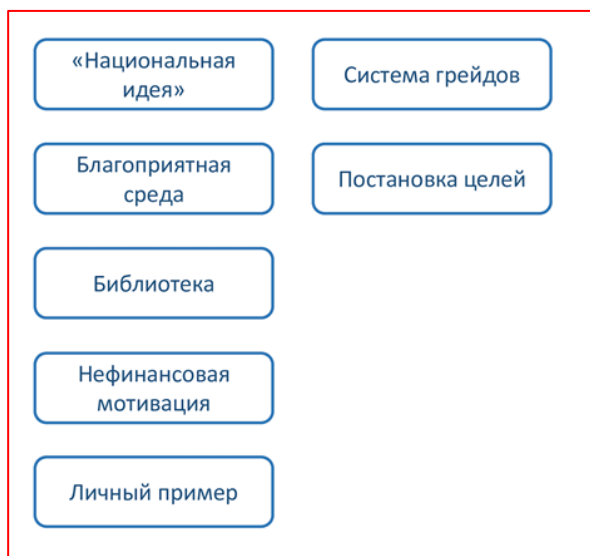 «Национальная
идея»
Благоприятная
среда
Библиотека
Нефинансовая
мотивация
Личный пример
Система грейдов
Постановка целей